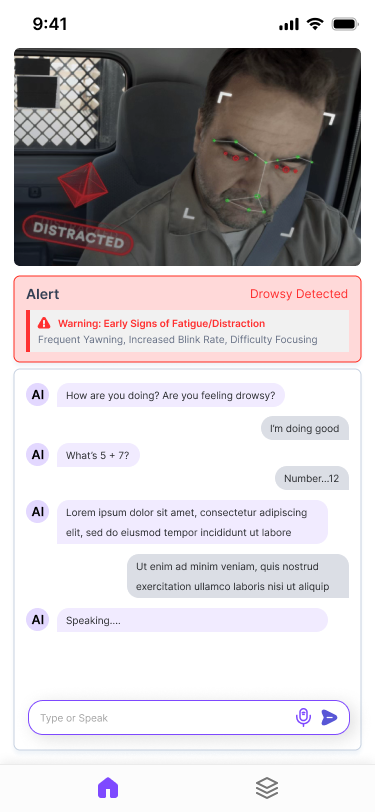 9:41
DISTRACTED
Alert
Drowsy Detected
Warning: Early Signs of Fatigue/Distraction
Frequent Yawning, Increased Blink Rate, Difficulty Focusing
AI
How are you doing? Are you feeling drowsy?
I'm doing good
AI
What's 5 + 7?
Number...12
AI
Lorem ipsum dolor sit amet, consectetur adipiscing
elit, sed do eiusmod tempor incididunt ut labore
Ut enim ad minim veniam, quis nostrud
exercitation ullamco laboris nisi ut aliquip
AI
Speaking....
Type or Speak